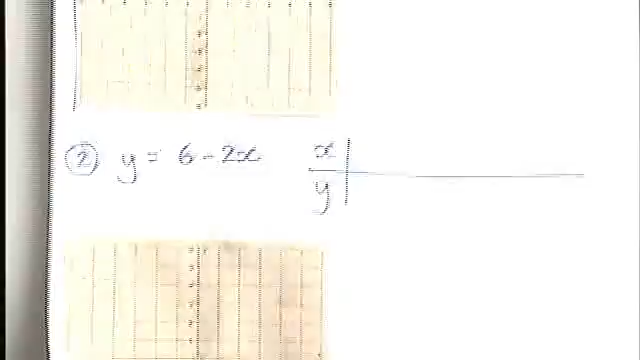 ② y = 6 - 2x
x
y